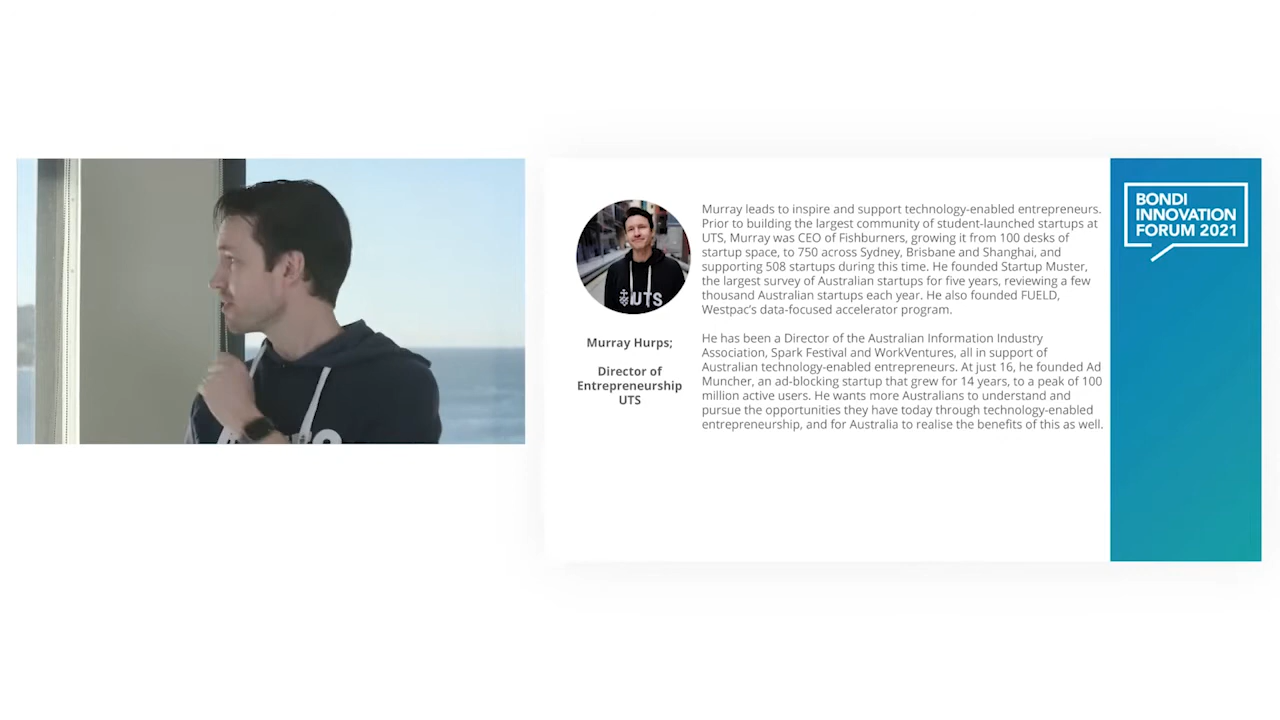 BONDI
INNOVATION
FORUM 2021
Murray leads to inspire and support technology-enabled entrepreneurs.
Prior to building the largest community of student-launched startups at
UTS, Murray was CEO of Fishburners, growing it from 100 desks of
startup space, to 750 across Sydney, Brisbane and Shanghai, and
supporting 508 startups during this time. He founded Startup Muster,
the largest survey of Australian startups for five years, reviewing a few
thousand Australian startups each year. He also founded FUELD,
Westpac's data-focused accelerator program.
He has been a Director of the Australian Information Industry
Association, Spark Festival and WorkVentures, all in support of
Australian technology-enabled entrepreneurs. At just 16, he founded Ad
Muncher, an ad-blocking startup that grew for 14 years, to a peak of 100
million active users. He wants more Australians to understand and
pursue the opportunities they have today through technology-enabled
entrepreneurship, and for Australia to realise the benefits of this as well.
UTS
Murray Hurps;
Director of
Entrepreneurship
UTS